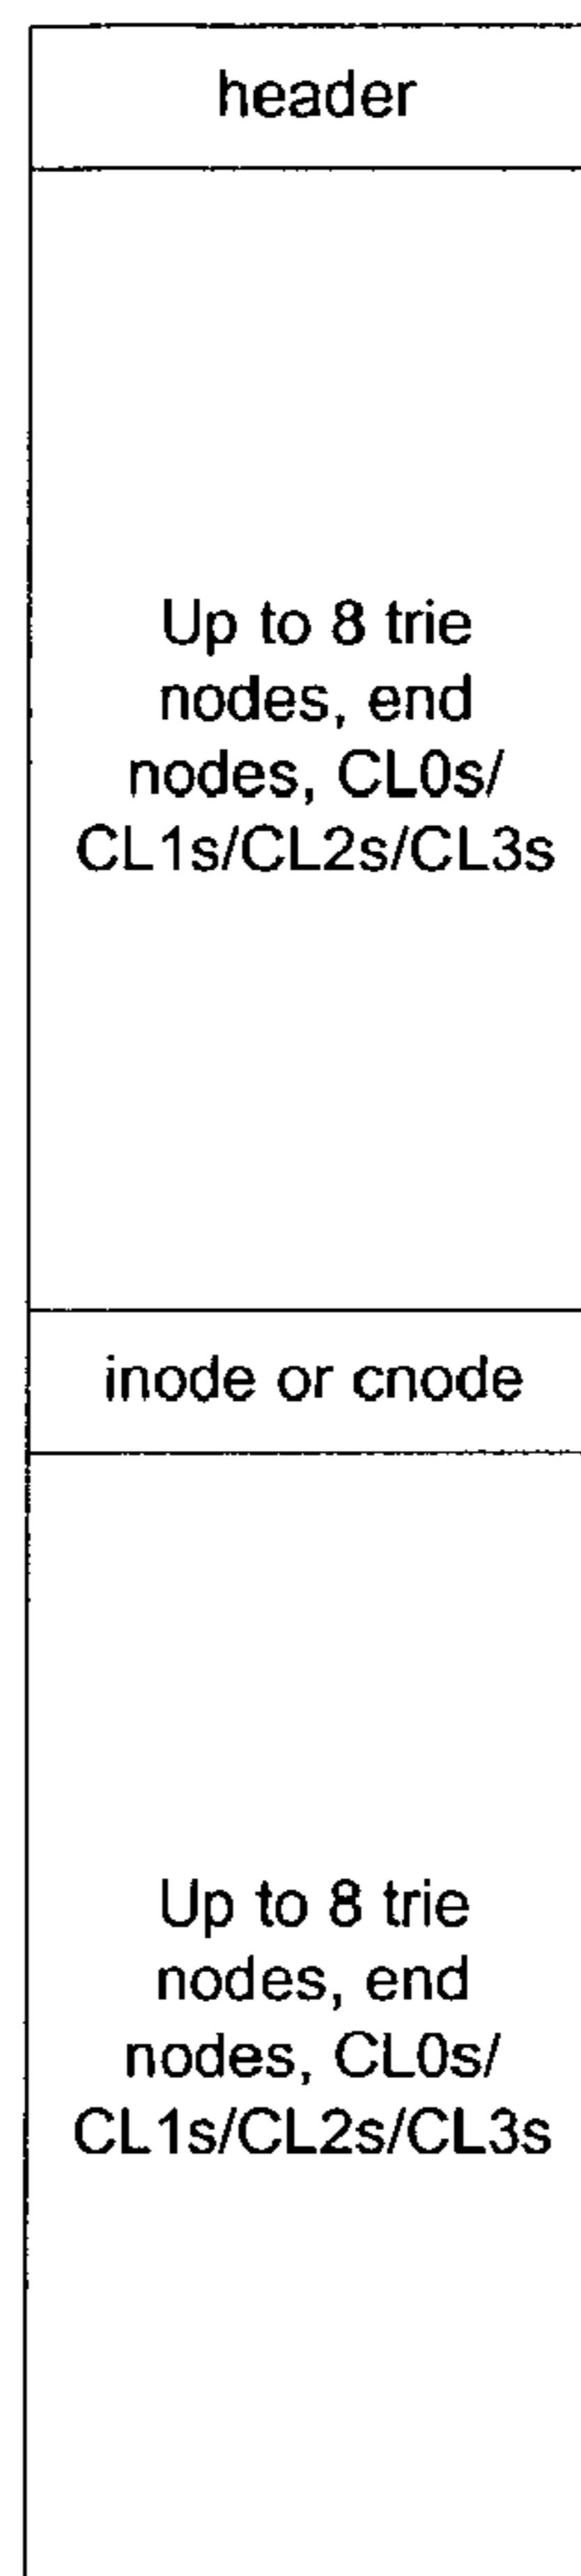 header
Up to 8 trie
nodes, end
nodes, CL0s/
CL1s/CL2s/CL3s
inode or cnode
Up to 8 trie
nodes, end
nodes, CL0s/
CL1s/CL2s/CL3s